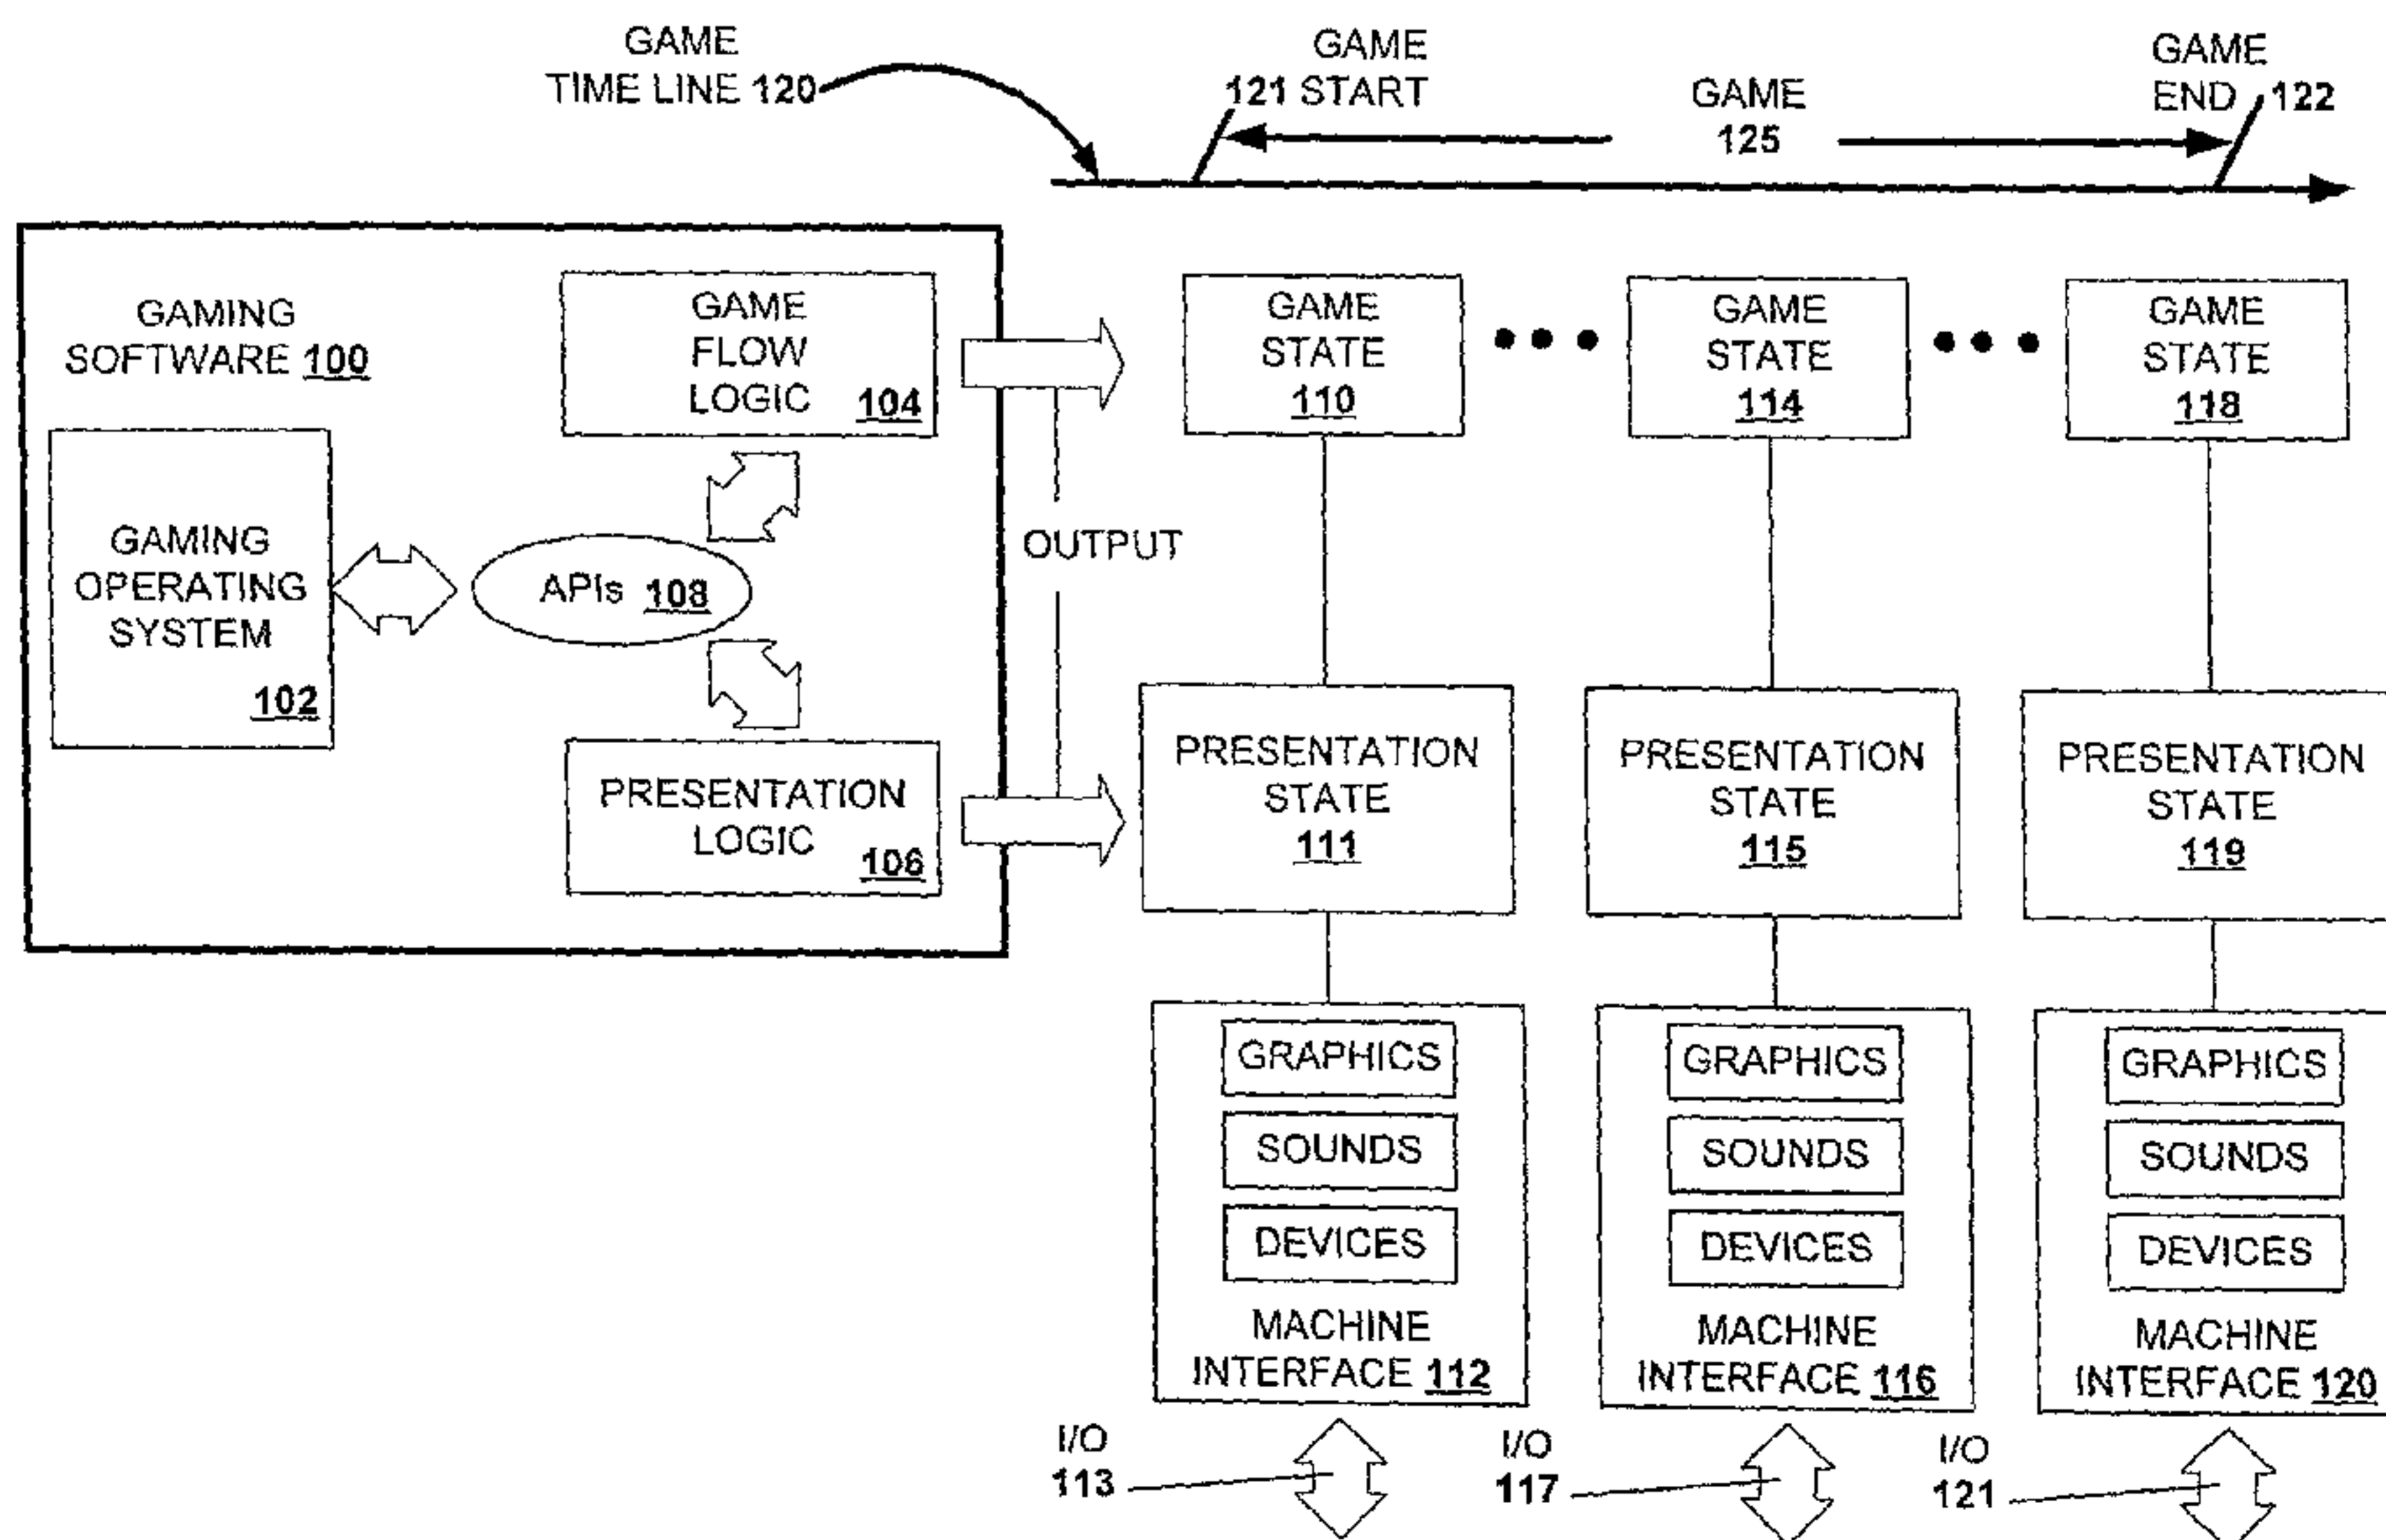 GAME
TIME LINE 120
GAME
121 START
GAME
125
GAME
END 122
GAMING
SOFTWARE 100
GAME
FLOW
LOGIC 104
GAMING
OPERATING
SYSTEM
102
APIs 108
PRESENTATION
LOGIC 106
OUTPUT
GAME
STATE
110
GAME
STATE
114
GAME
STATE
118
PRESENTATION
STATE
111
PRESENTATION
STATE
115
PRESENTATION
STATE
119
GRAPHICS
SOUNDS
DEVICES
MACHINE
INTERFACE 112
GRAPHICS
SOUNDS
DEVICES
MACHINE
INTERFACE 116
GRAPHICS
SOUNDS
DEVICES
MACHINE
INTERFACE 120
I/O
113
I/O
117
I/O
121